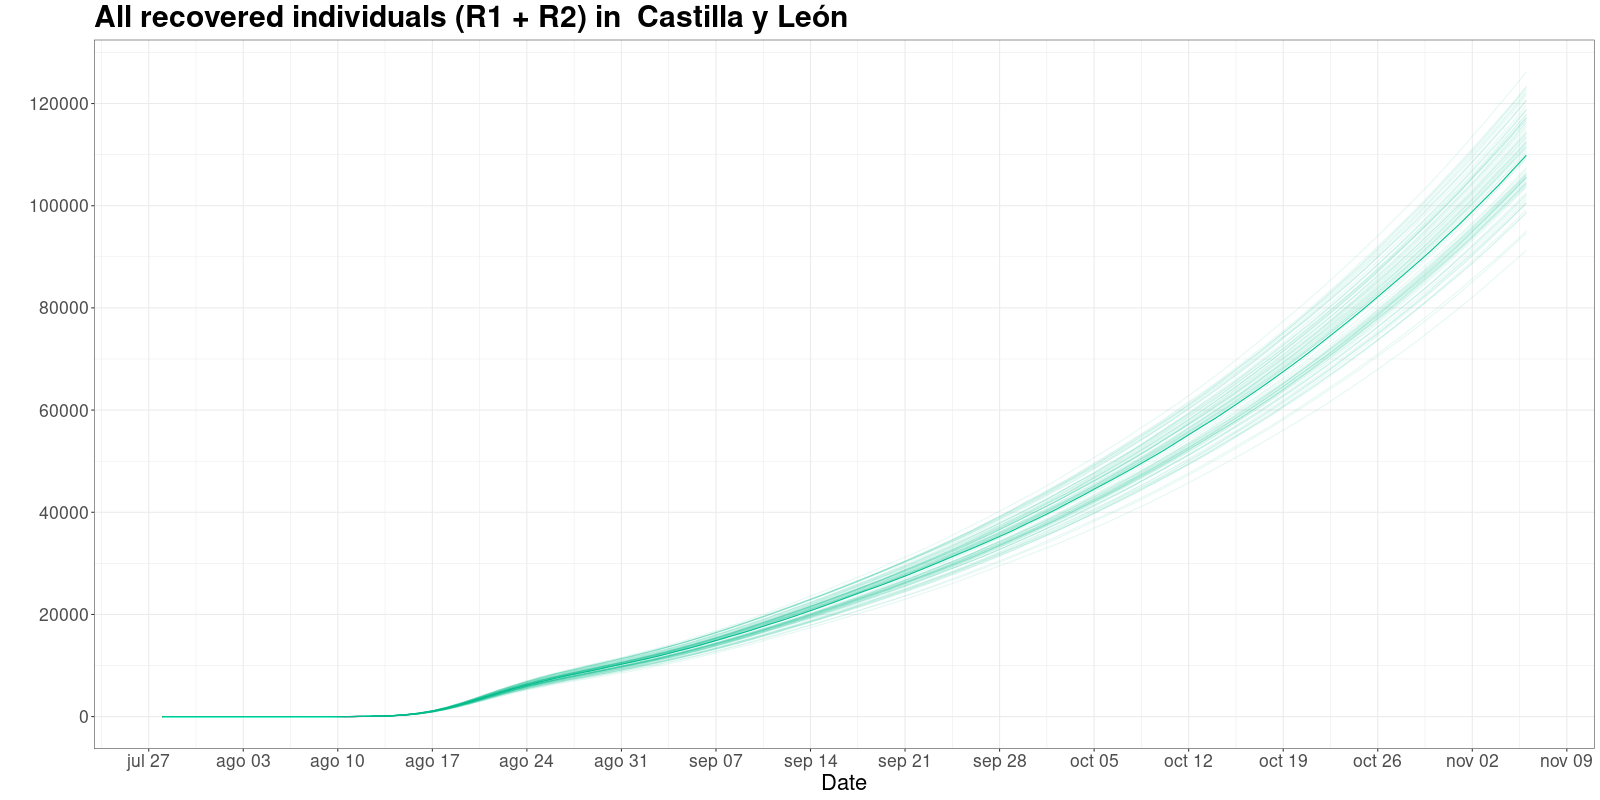 All recovered individuals (R1 + R2) in  Castilla y León
120000
100000
80000
60000
40000
20000
0
jul 27 ago 03 ago 10 ago 17 ago 24 ago 31 sep 07 sep 14 sep 21 sep 28 oct 05 oct 12 oct 19 oct 26 nov 02 nov 09
Date